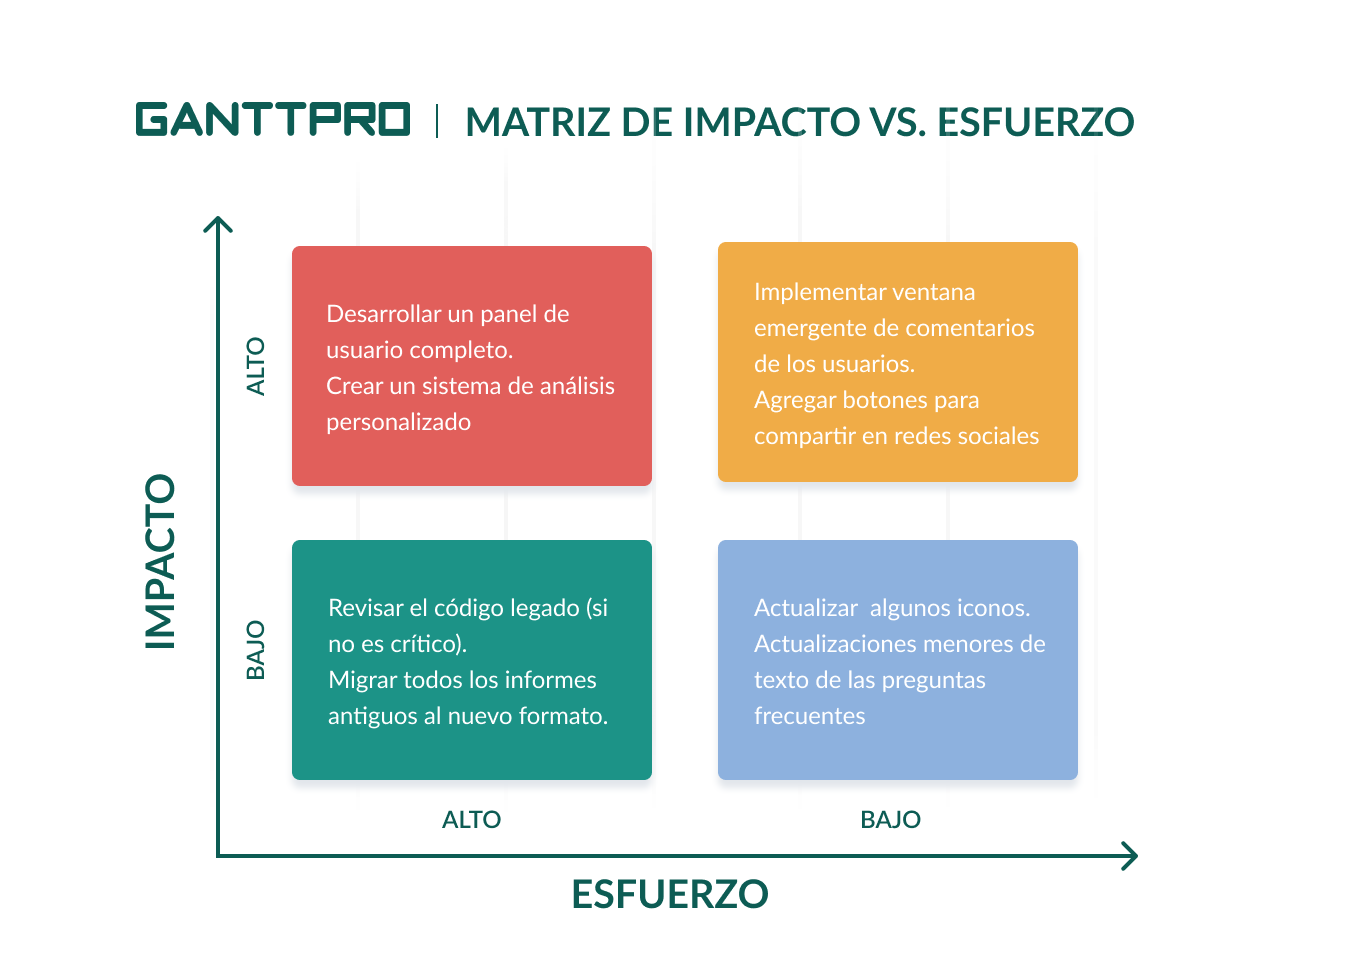 GANTTPRO | MATRIZ DE IMPACTO VS. ESFUERZO
IMPACTO
ALTO
Desarrollar un panel de
usuario completo.
Crear un sistema de análisis
personalizado
Implementar ventana
emergente de comentarios
de los usuarios.
Agregar botones para
compartir en redes sociales
BAJO
Revisar el código legado (si
no es crítico).
Migrar todos los informes
antiguos al nuevo formato.
Actualizar  algunos iconos.
Actualizaciones menores de
texto de las preguntas
frecuentes
ALTO
BAJO
ESFUERZO